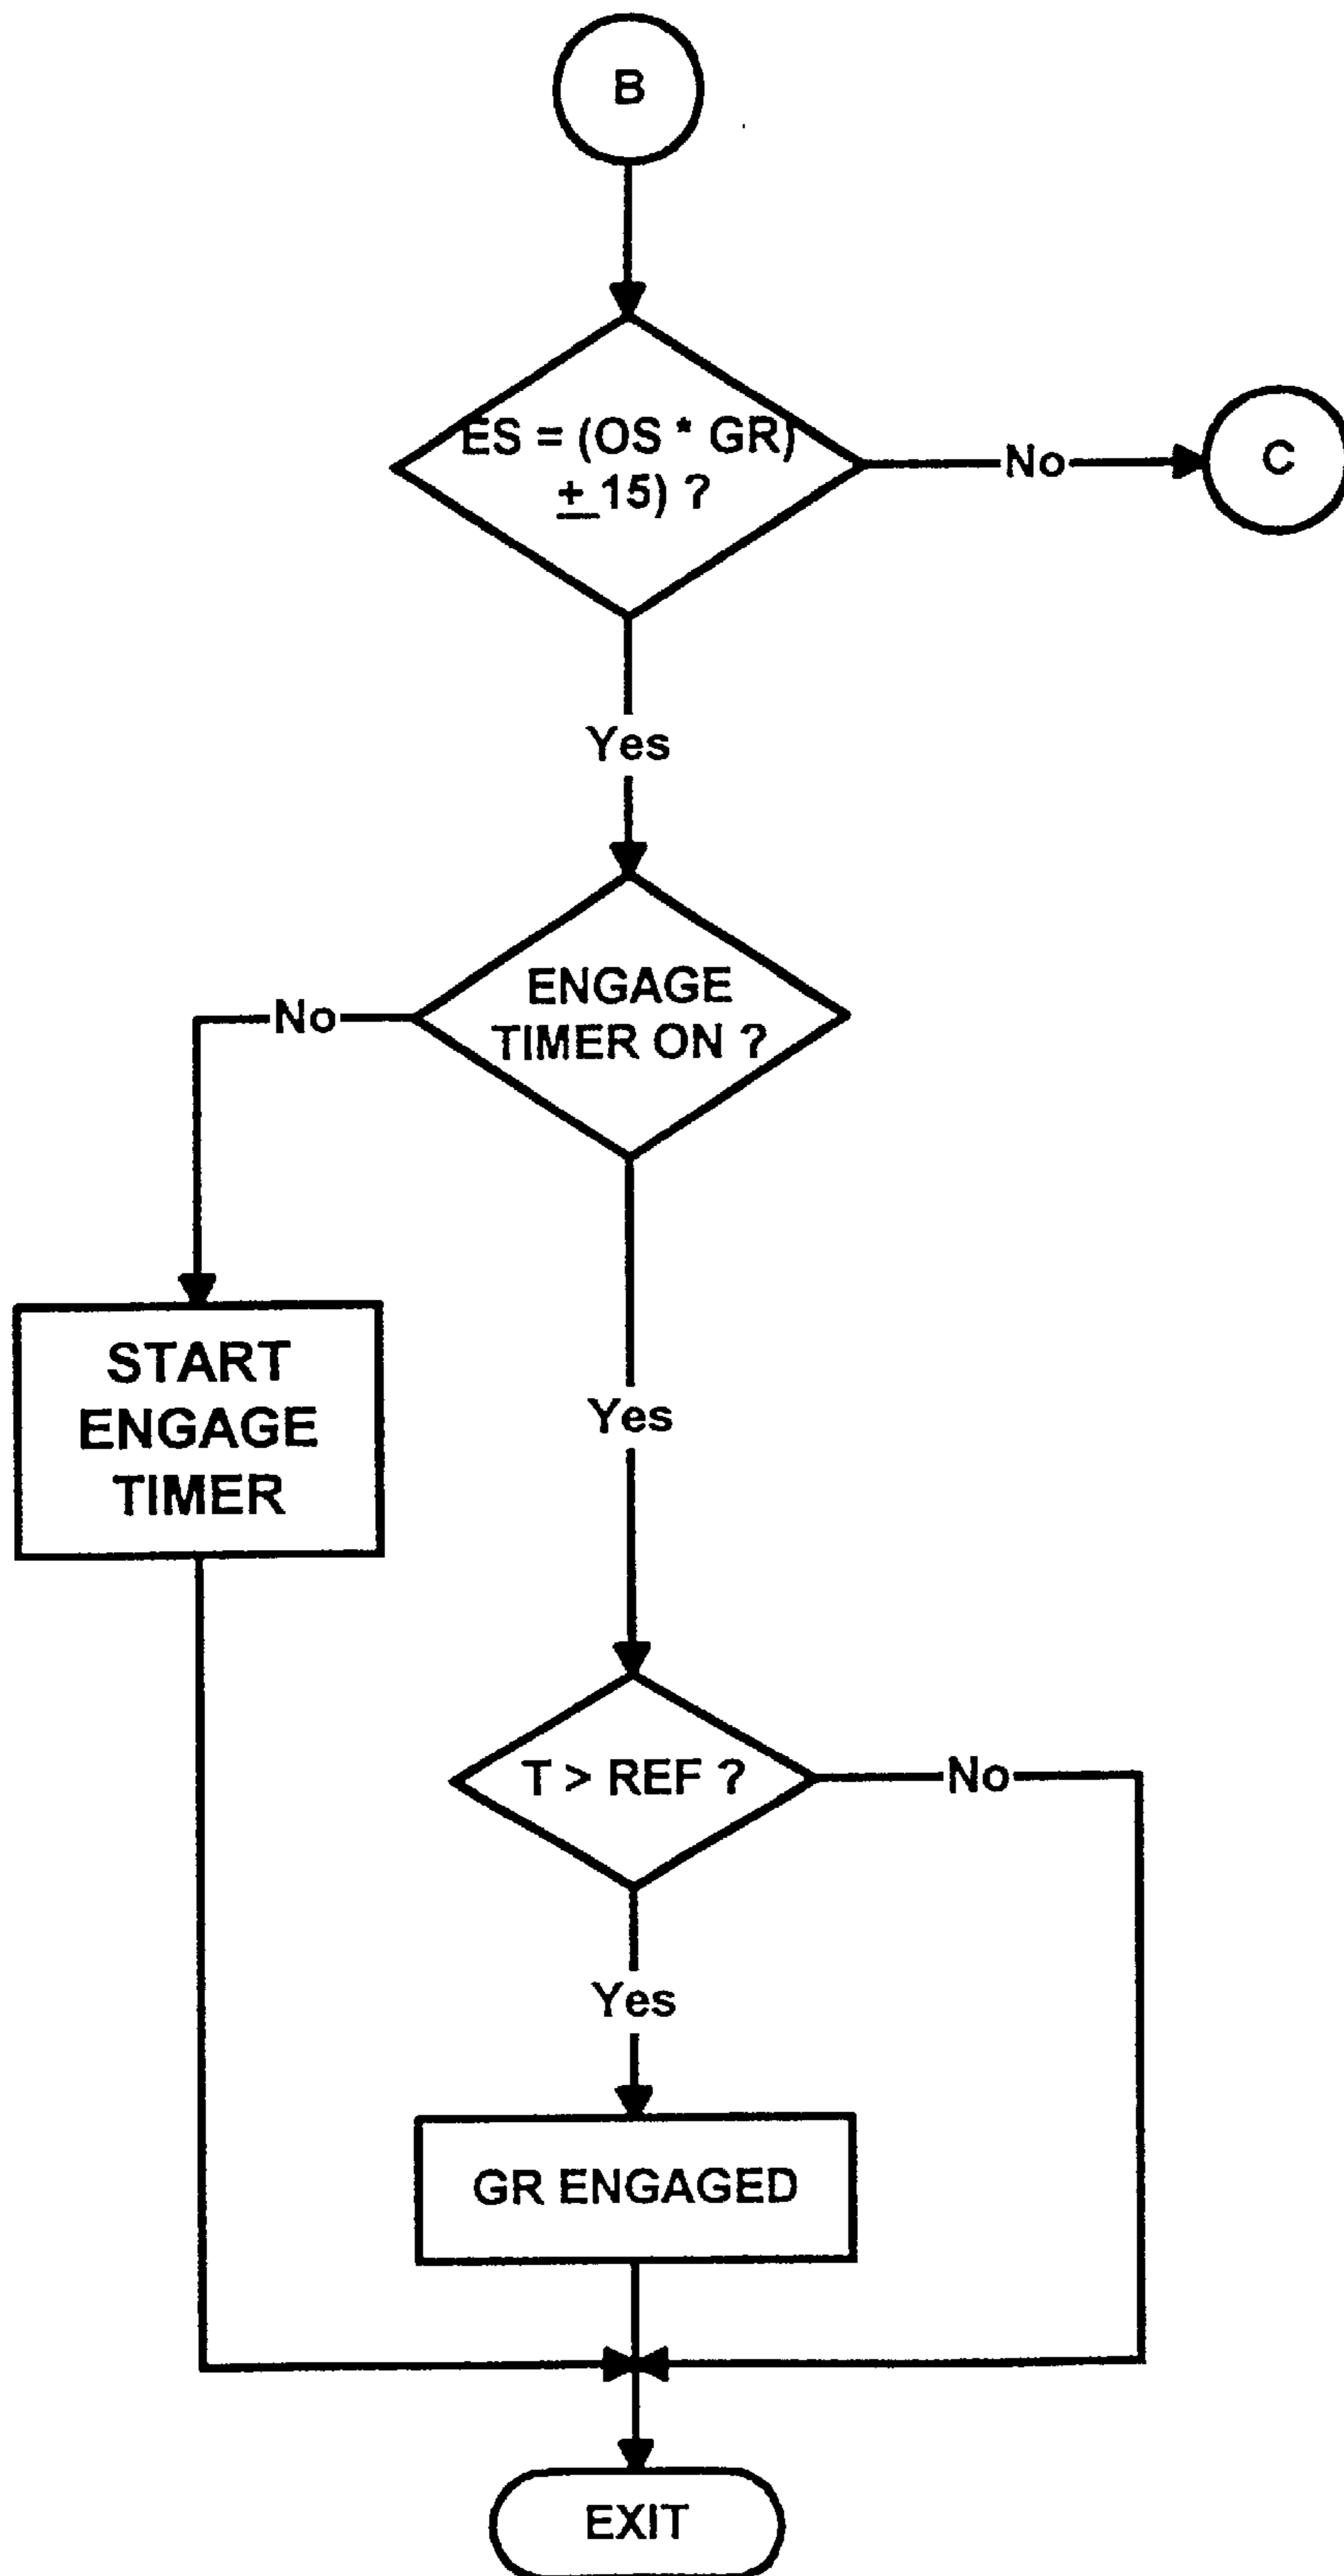 B
ES = (OS * GR)
± 15) ?
No
C
Yes
ENGAGE
TIMER ON ?
No
START
ENGAGE
TIMER
Yes
T > REF ?
No
Yes
GR ENGAGED
EXIT